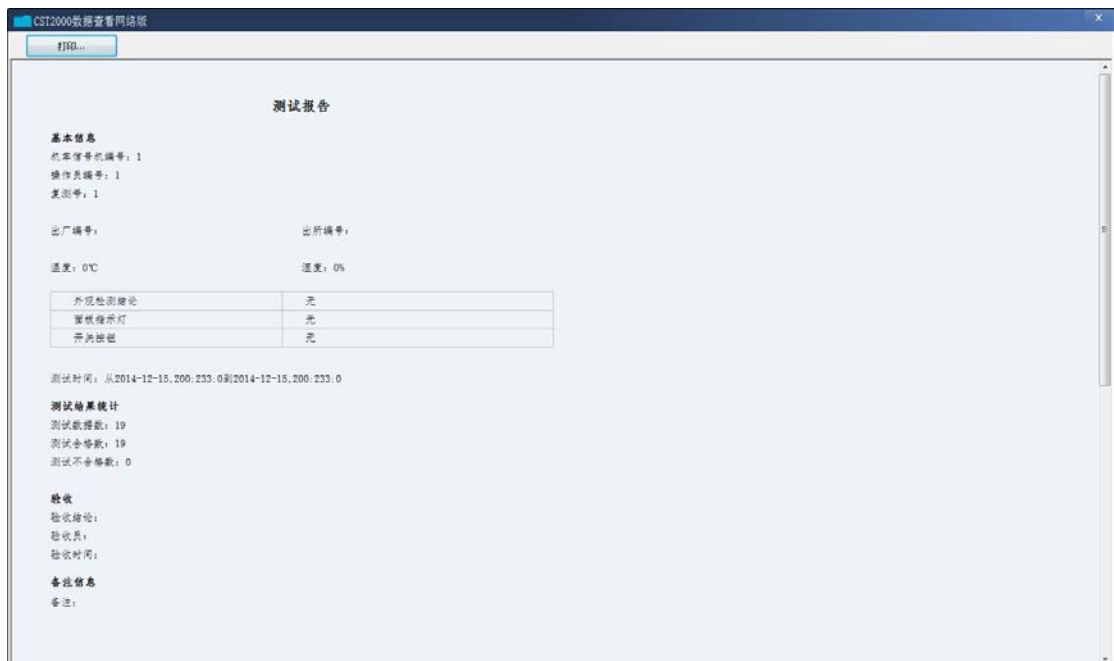 CST2000数据查看网络版
打印...
测试报告
基本信息
机车信号机编号：1
操作员编号：1
复测号：1
出厂编号： 出所编号：
温度：0℃ 湿度：0%
外观检测结论 无
面板指示灯 无
开关按钮 无
测试时间：从2014-12-15,200:233:0到2014-12-15,200:233:0
测试结果统计
测试数据数：19
测试合格数：19
测试不合格数：0
验收
验收结论：
验收员：
验收时间：
备注信息
备注：